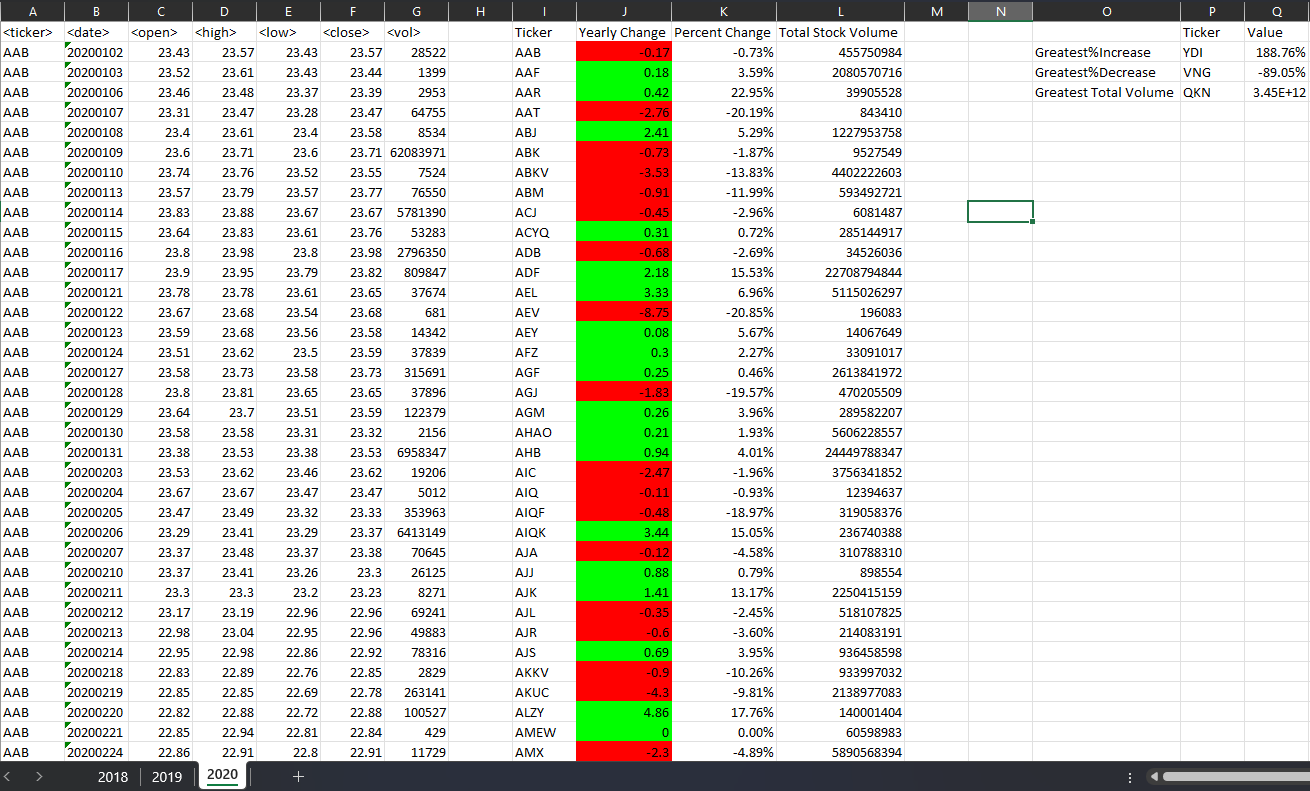 A B C D E F G H I J K L M N O P Q
<ticker> <date> <open> <high> <low> <close> <vol> Ticker Yearly Change Percent Change Total Stock Volume Ticker Value
AAB 20200102 23.43 23.57 23.43 23.57 28522 AAB -0.17 -0.73% 455750984 Greatest%Increase YDI 188.76%
AAB 20200103 23.52 23.61 23.43 23.44 1399 AAF 0.18 3.59% 2080570716 Greatest%Decrease VNG -89.05%
AAB 20200106 23.46 23.48 23.37 23.39 2953 AAR 0.42 22.95% 39905528 Greatest Total Volume QKN 3.45E+12
AAB 20200107 23.31 23.47 23.28 23.47 64755 AAT -2.76 -20.19% 843410
AAB 20200108 23.4 23.61 23.4 23.58 8534 ABJ 2.41 5.29% 1227953758
AAB 20200109 23.6 23.71 23.6 23.71 62083971 ABK -0.73 -1.87% 9527549
AAB 20200110 23.74 23.76 23.52 23.55 7524 ABKV -3.53 -13.83% 4402222603
AAB 20200113 23.57 23.79 23.57 23.77 76550 ABM -0.91 -11.99% 593492721
AAB 20200114 23.83 23.88 23.67 23.67 5781390 ACJ -0.45 -2.96% 6081487
AAB 20200115 23.64 23.83 23.61 23.76 53283 ACYQ 0.31 0.72% 285144917
AAB 20200116 23.8 23.98 23.8 23.98 2796350 ADB -0.68 -2.69% 34526036
AAB 20200117 23.9 23.95 23.79 23.82 809847 ADF 2.18 15.53% 22708794844
AAB 20200121 23.78 23.78 23.61 23.65 37674 AEL 3.33 6.96% 5115026297
AAB 20200122 23.67 23.68 23.54 23.68 681 AEV -8.75 -20.85% 196083
AAB 20200123 23.59 23.68 23.56 23.58 14342 AEY 0.08 5.67% 14067649
AAB 20200124 23.51 23.62 23.5 23.59 37839 AFZ 0.3 2.27% 33091017
AAB 20200127 23.58 23.73 23.58 23.73 315691 AGF 0.25 0.46% 2613841972
AAB 20200128 23.8 23.81 23.65 23.65 37896 AGJ -1.83 -19.57% 470205509
AAB 20200129 23.64 23.7 23.51 23.59 122379 AGM 0.26 3.96% 289582207
AAB 20200130 23.58 23.58 23.31 23.32 2156 AHAO 0.21 1.93% 5606228557
AAB 20200131 23.38 23.53 23.38 23.53 6958347 AHB 0.94 4.01% 24449788347
AAB 20200203 23.53 23.62 23.46 23.62 19206 AIC -2.47 -1.96% 3756341852
AAB 20200204 23.67 23.67 23.47 23.47 5012 AIQ -0.11 -0.93% 12394637
AAB 20200205 23.47 23.49 23.32 23.33 353963 AIQF -0.48 -18.97% 319058376
AAB 20200206 23.29 23.41 23.29 23.37 6413149 AIQK 3.44 15.05% 236740388
AAB 20200207 23.37 23.48 23.37 23.38 70645 AJA -0.12 -4.58% 310788310
AAB 20200210 23.37 23.41 23.26 23.3 26125 AJJ 0.88 0.79% 898554
AAB 20200211 23.3 23.3 23.2 23.23 8271 AJK 1.41 13.17% 2250415159
AAB 20200212 23.17 23.19 22.96 22.96 69241 AJL -0.35 -2.45% 518107825
AAB 20200213 22.98 23.04 22.95 22.96 49883 AJR -0.6 -3.60% 214083191
AAB 20200214 22.95 22.98 22.86 22.92 78316 AJS 0.69 3.95% 936458598
AAB 20200218 22.83 22.89 22.76 22.85 2829 AKKV -0.9 -10.26% 933997032
AAB 20200219 22.85 22.85 22.69 22.78 263141 AKUC -4.3 -9.81% 2138977083
AAB 20200220 22.82 22.88 22.72 22.88 100527 ALZY 4.86 17.76% 140001404
AAB 20200221 22.85 22.94 22.81 22.84 429 AMEW 0 0.00% 60598983
AAB 20200224 22.86 22.91 22.8 22.91 11729 AMX -2.3 -4.89% 5890568394
2018 2019 2020